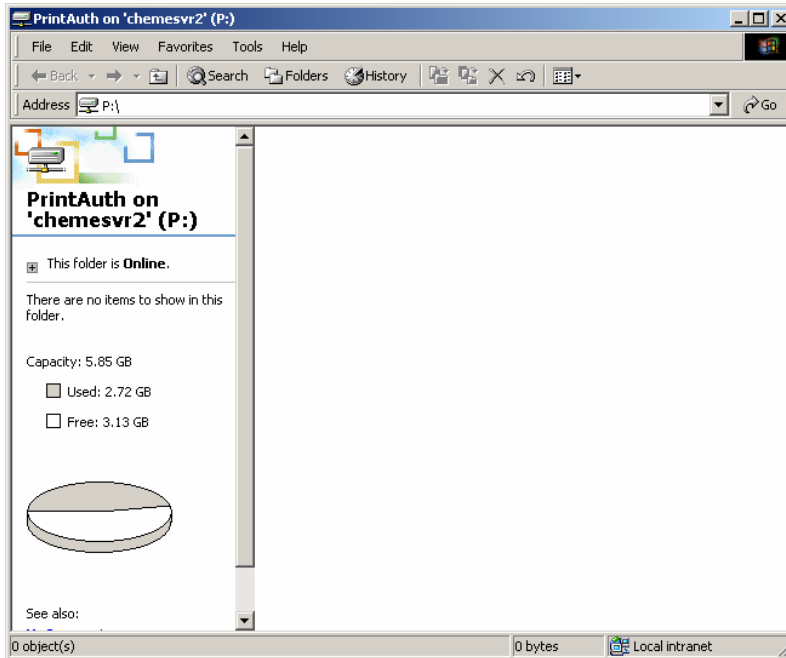 PrintAuth on 'chemesvr2' (P:)
File Edit View Favorites Tools Help
Back Search Folders History
Address P:\ Go
PrintAuth on
'chemesvr2' (P:)
This folder is Online.
There are no items to show in this
folder.
Capacity: 5.85 GB
Used: 2.72 GB
Free: 3.13 GB
See also:
0 object(s) 0 bytes Local intranet